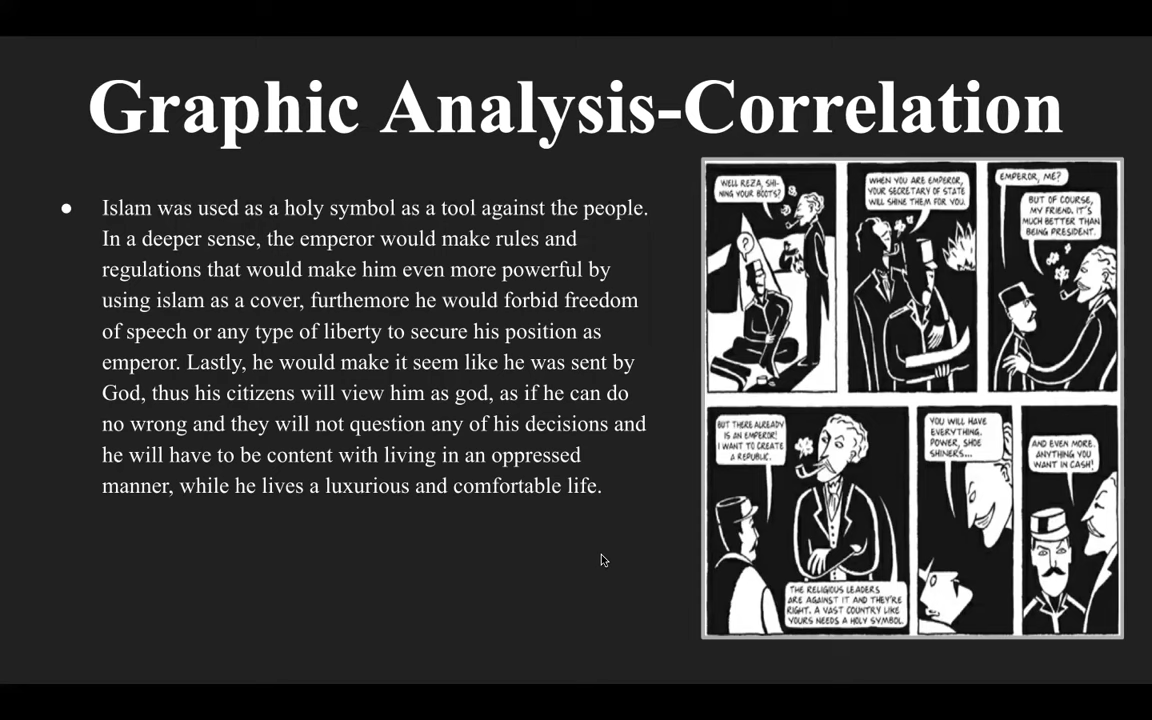 Graphic Analysis-Correlation
● Islam was used as a holy symbol as a tool against the people.
In a deeper sense, the emperor would make rules and
regulations that would make him even more powerful by
using islam as a cover, furthemore he would forbid freedom
of speech or any type of liberty to secure his position as
emperor. Lastly, he would make it seem like he was sent by
God, thus his citizens will view him as god, as if he can do
no wrong and they will not question any of his decisions and
he will have to be content with living in an oppressed
manner, while he lives a luxurious and comfortable life.
WELL REZA, SHI-
NING YOUR BOOTS?
?
WHEN YOU ARE EMPEROR,
YOUR SECRETARY OF STATE
WILL SHINE THEM FOR YOU.
EMPEROR, ME?
BUT OF COURSE,
MY FRIEND. IT'S
MUCH BETTER THAN
BEING PRESIDENT.
BUT THERE ALREADY
IS AN EMPEROR!
I WANT TO CREATE
A REPUBLIC.
THE RELIGIOUS LEADERS
ARE AGAINST IT AND THEY'RE
RIGHT. A VAST COUNTRY LIKE
YOURS NEEDS A HOLY SYMBOL.
YOU WILL HAVE
EVERYTHING.
POWER, SHOE
SHINERS...
AND EVEN MORE.
ANYTHING YOU
WANT IN CASH!